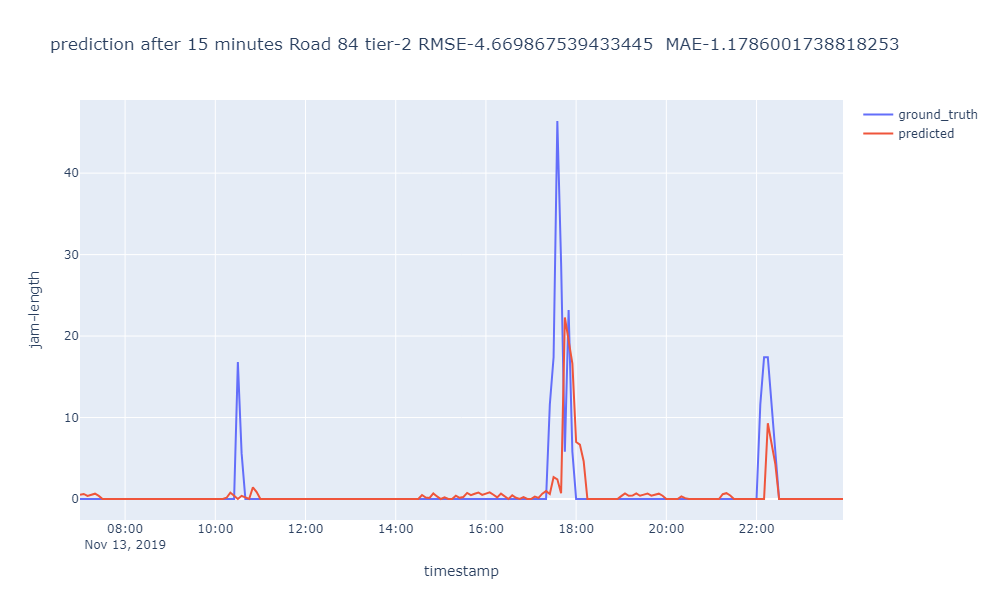 prediction after 15 minutes Road 84 tier-2 RMSE-4.669867539433445  MAE-1.1786001738818253
ground_truth
predicted
40
30
20
10
0
jam-length
08:00 10:00 12:00 14:00 16:00 18:00 20:00 22:00
Nov 13, 2019
timestamp